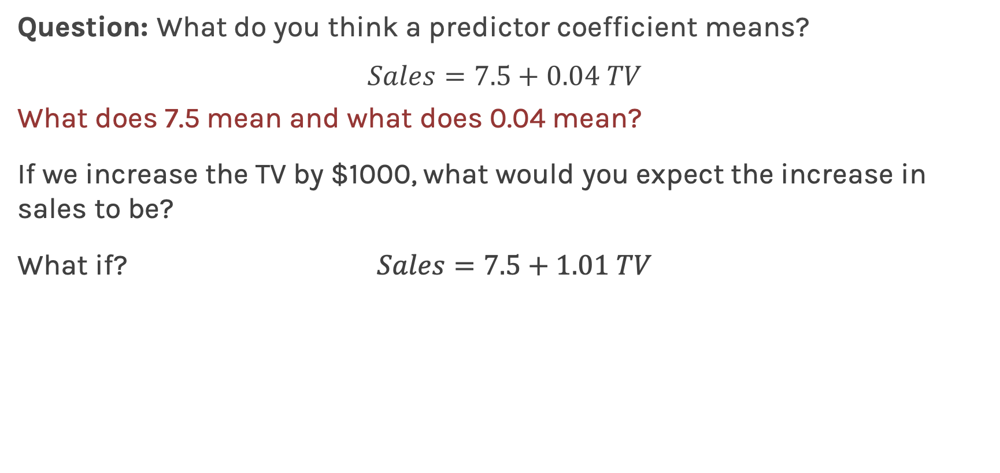 Question: What do you think a predictor coefficient means?
Sales = 7.5 + 0.04 TV
What does 7.5 mean and what does 0.04 mean?
If we increase the TV by $1000, what would you expect the increase in
sales to be?
What if? Sales = 7.5 + 1.01 TV